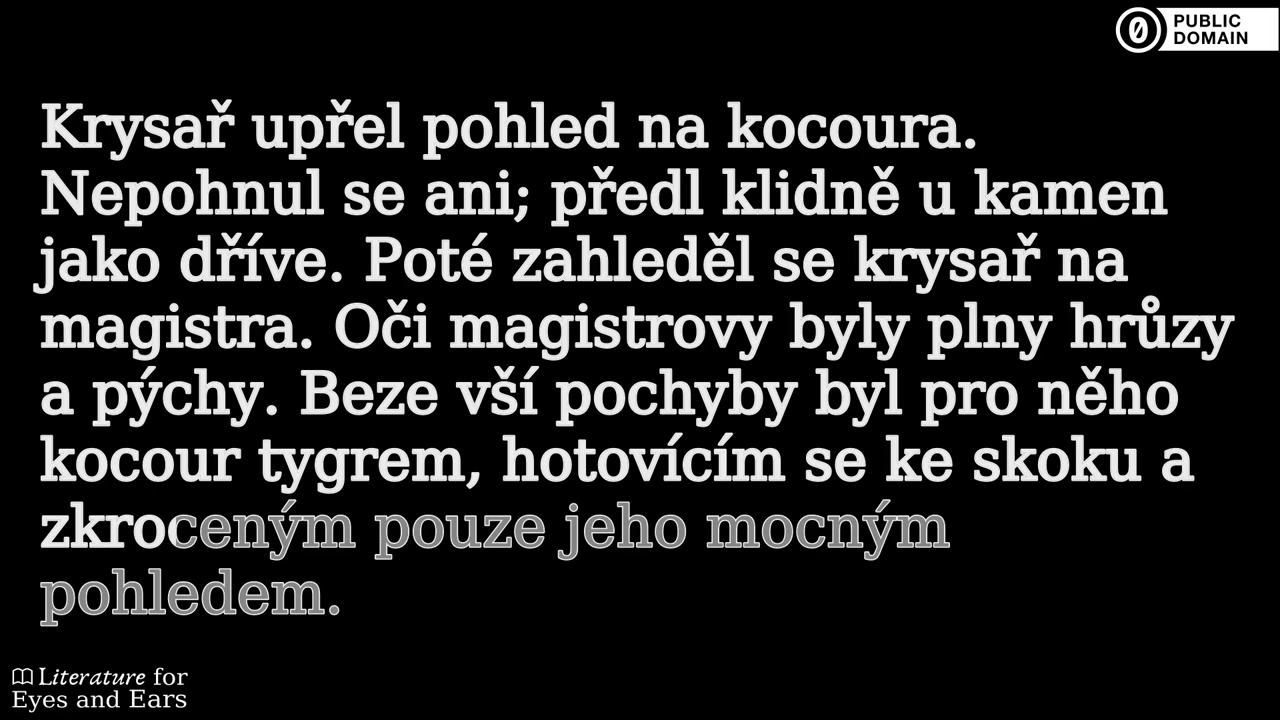 PUBLIC
DOMAIN
Krysař upřel pohled na kocoura.
Nepohnul se ani; předl klidně u kamen
jako dříve. Poté zahleděl se krysař na
magistra. Oči magistrovy byly plny hrůzy
a pýchy. Beze vší pochyby byl pro něho
kocour tygrem, hotovícím se ke skoku a
zkroceným pouze jeho mocným
pohledem.
Literature for
Eyes and Ears